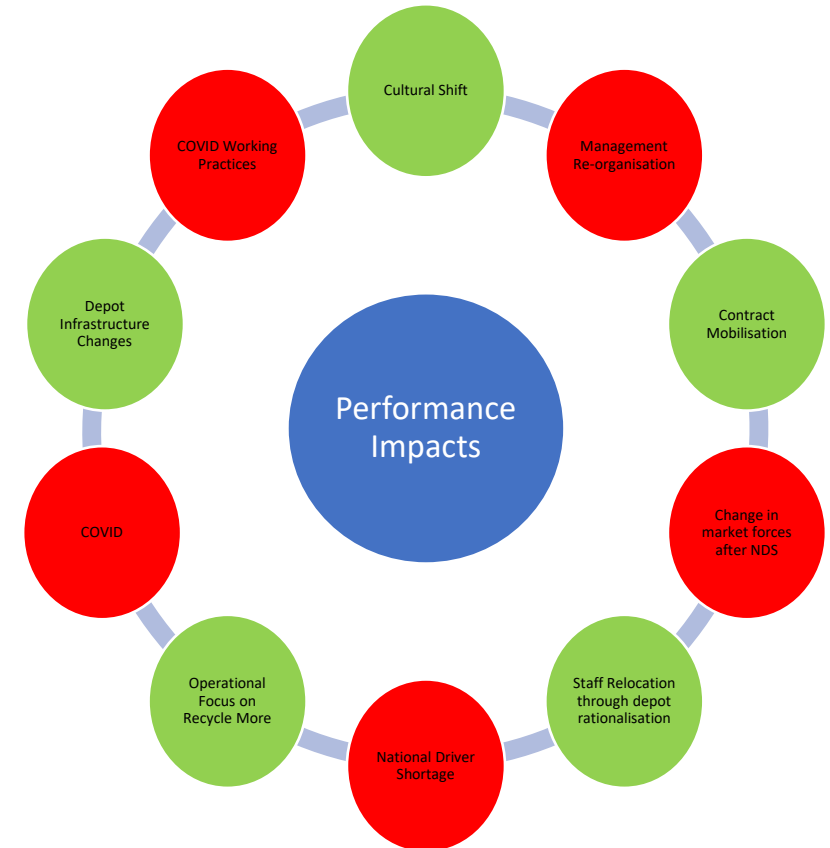 Cultural Shift
Management
Re-organisation
Contract
Mobilisation
Change in
market forces
after NDS
Staff Relocation
through depot
rationalisation
National Driver
Shortage
Operational
Focus on
Recycle More
COVID
Depot
Infrastructure
Changes
COVID Working
Practices
Performance
Impacts